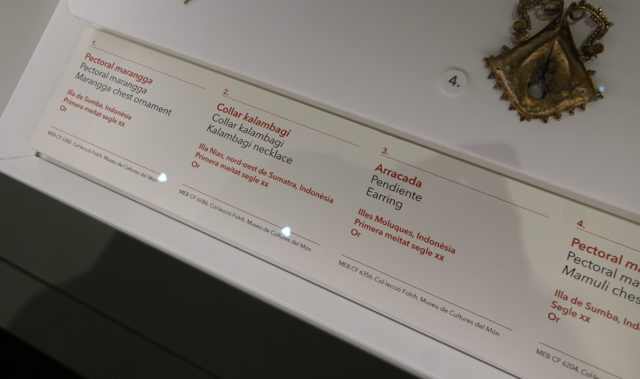 1.
Pectoral marangga
Pectoral marangga
Marangga chest ornament
Illa de Sumba, Indonèsia
Primera meitat segle XX
Or
MEB CF 6282. Col·lecció Folch. Museu de Cultures del Món
2.
Collar kalambagi
Collar kalambagi
Kalambagi necklace
Illa Nias, nord-oest de Sumatra, Indonèsia
Primera meitat segle XX
Or
MEB CF 6286. Col·lecció Folch. Museu de Cultures del Món
3.
Arracada
Pendiente
Earring
Illes Moluques, Indonèsia
Primera meitat segle XX
Or
MEB CF 6356. Col·lecció Folch. Museu de Cultures del Món
4.
Pectoral m
Pectoral ma
Mamuli ches
Illa de Sumba, Ind
Segle XX
Or
MEB CF 6204. Col·le
4.